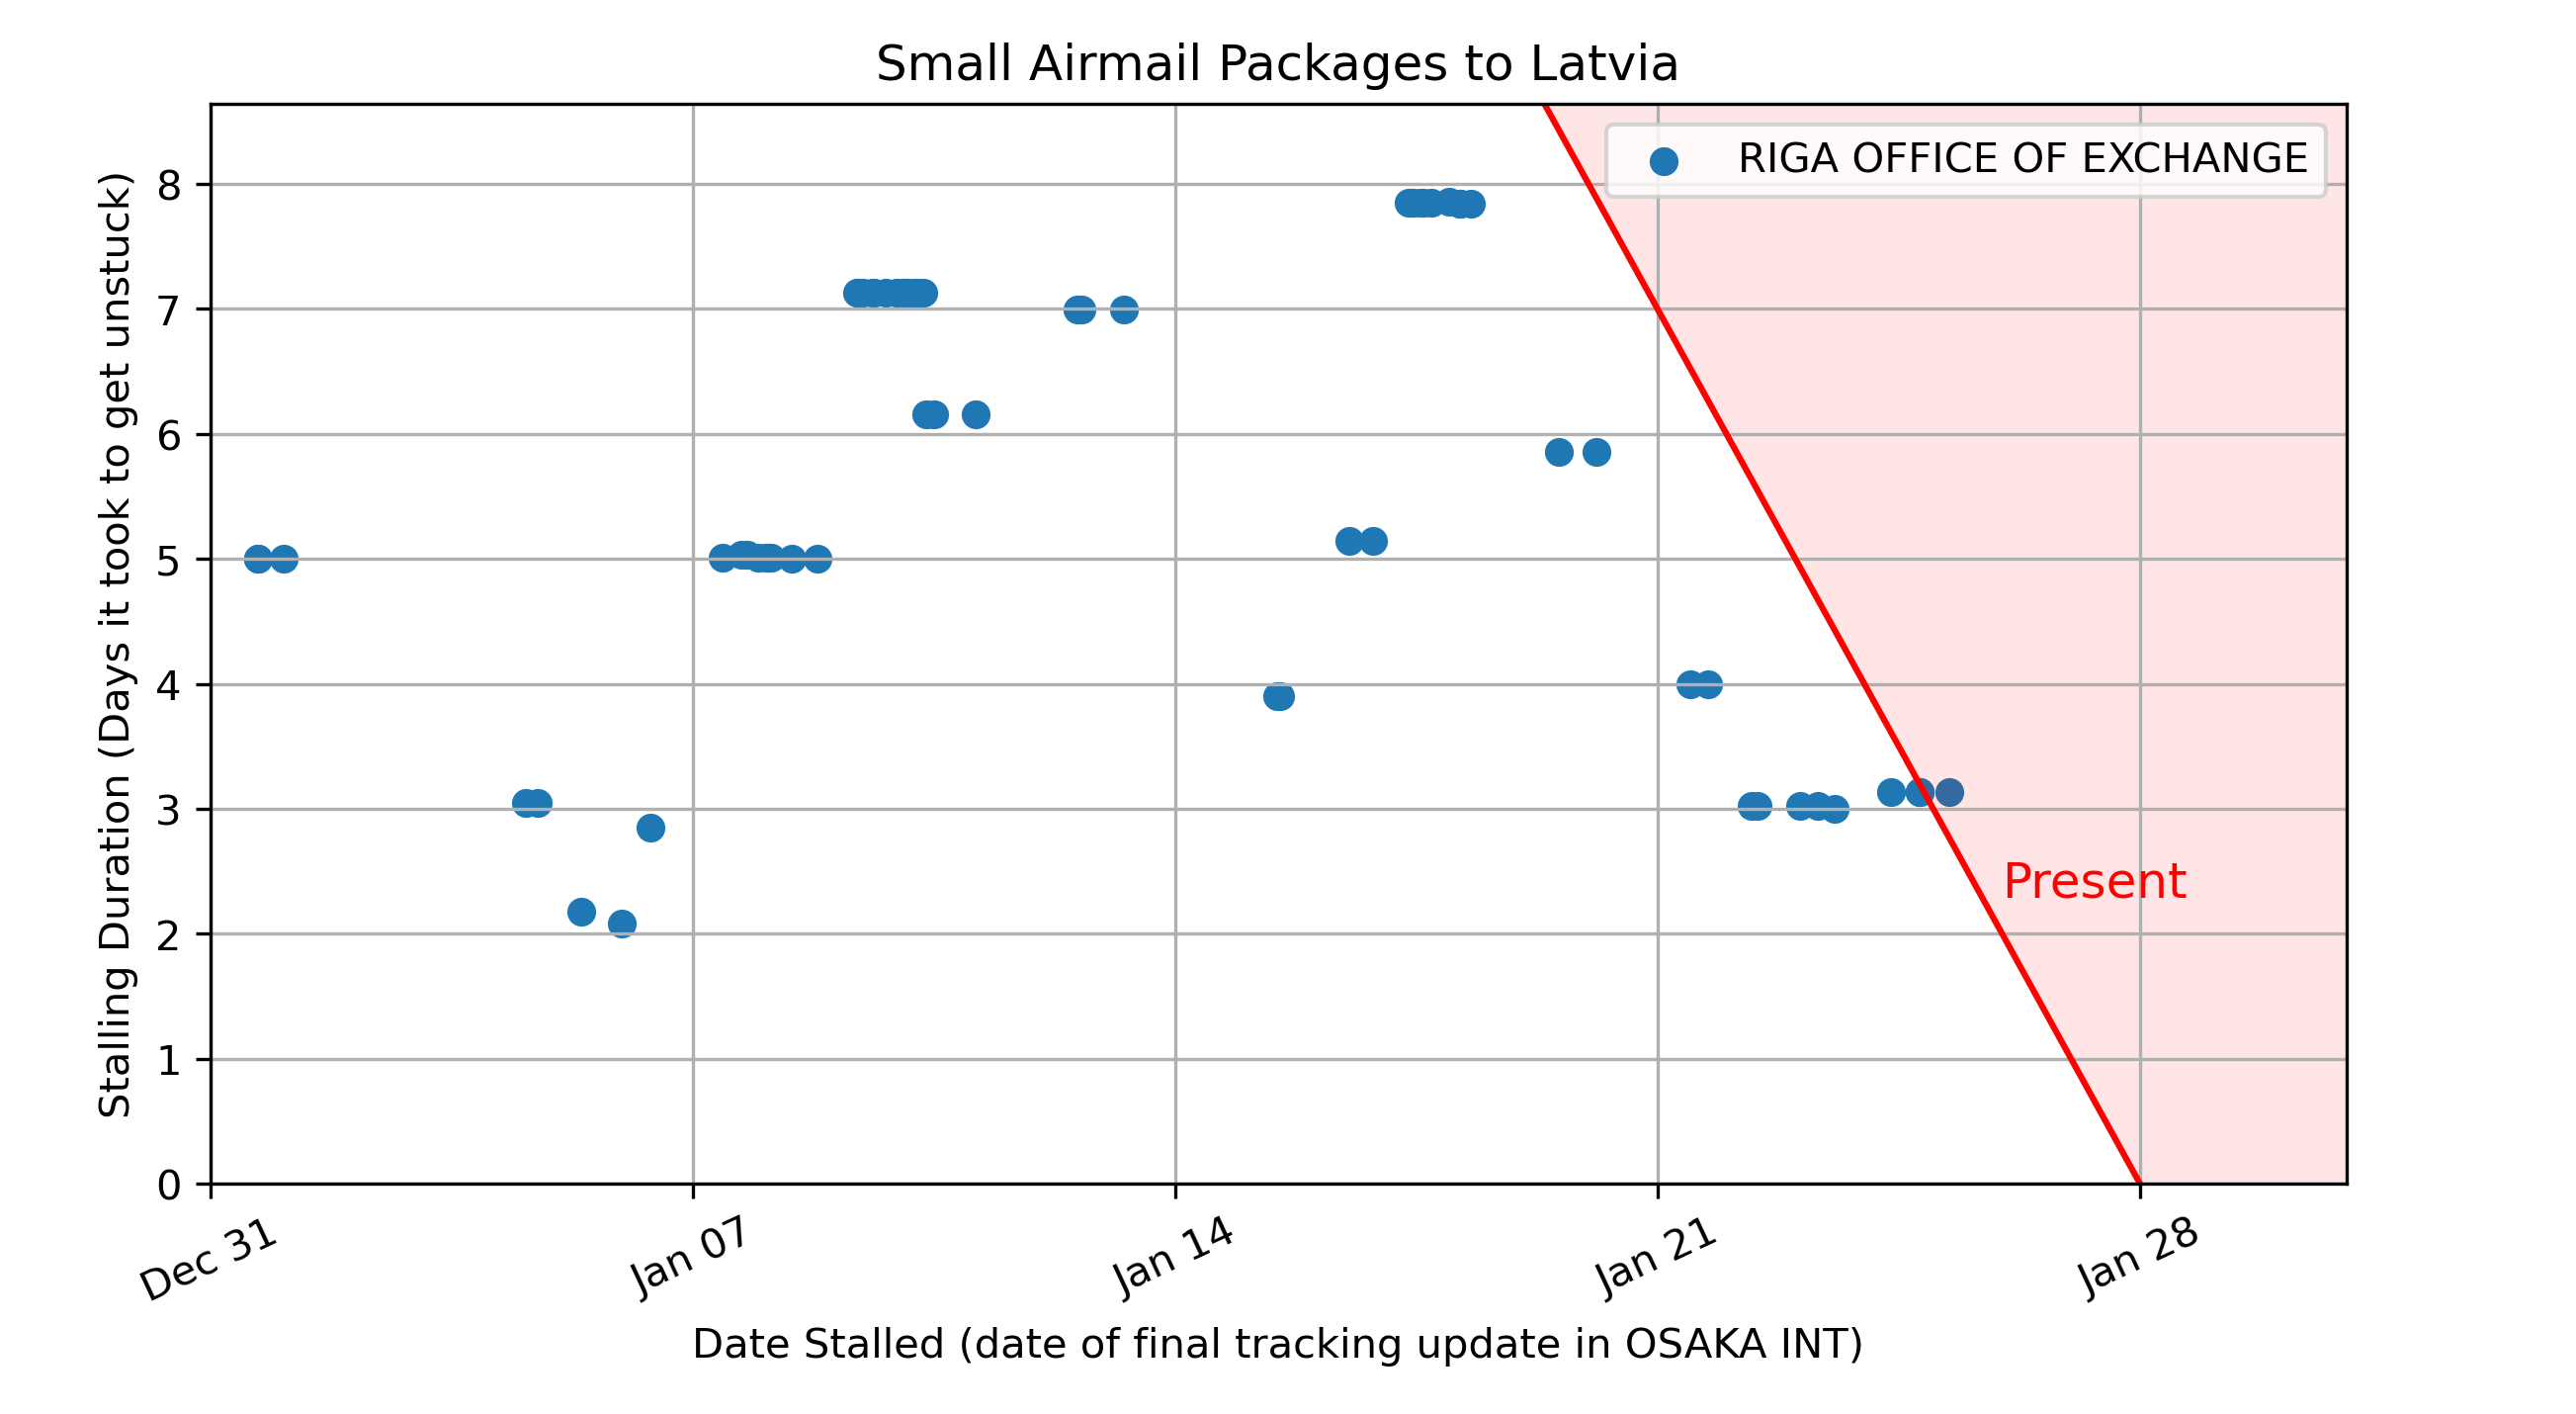 Small Airmail Packages to Latvia
RIGA OFFICE OF EXCHANGE
Stalling Duration (Days it took to get unstuck)
8
7
6
5
4
3
2
1
0
Present
Dec 31
Jan 07
Jan 14
Jan 21
Jan 28
Date Stalled (date of final tracking update in OSAKA INT)